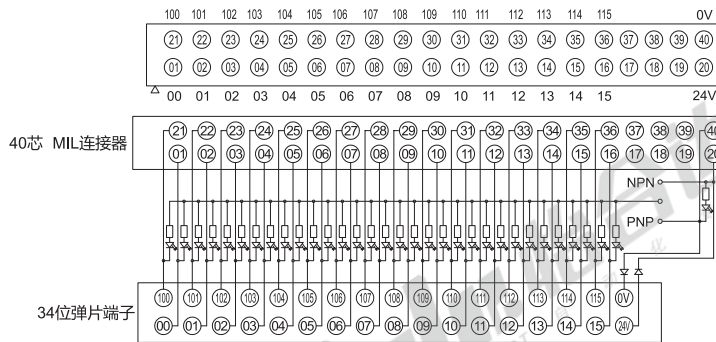 100 101 102 103 104 105 106 107 108 109 110 111 112 113 114 115 0V
21 22 23 24 25 26 27 28 29 30 31 32 33 34 35 36 37 38 39 40
01 02 03 04 05 06 07 08 09 10 11 12 13 14 15 16 17 18 19 20
00 01 02 03 04 05 06 07 08 09 10 11 12 13 14 15 24V
21 22 23 24 25 26 27 28 29 30 31 32 33 34 35 36 37 38 39 40
40芯 MIL连接器
01 02 03 04 05 06 07 08 09 10 11 12 13 14 15 16 17 18 19 20
NPN
PNP
100 101 102 103 104 105 106 107 108 109 110 111 112 113 114 115 0V
34位弹片端子
00 01 02 03 04 05 06 07 08 09 10 11 12 13 14 15 24V